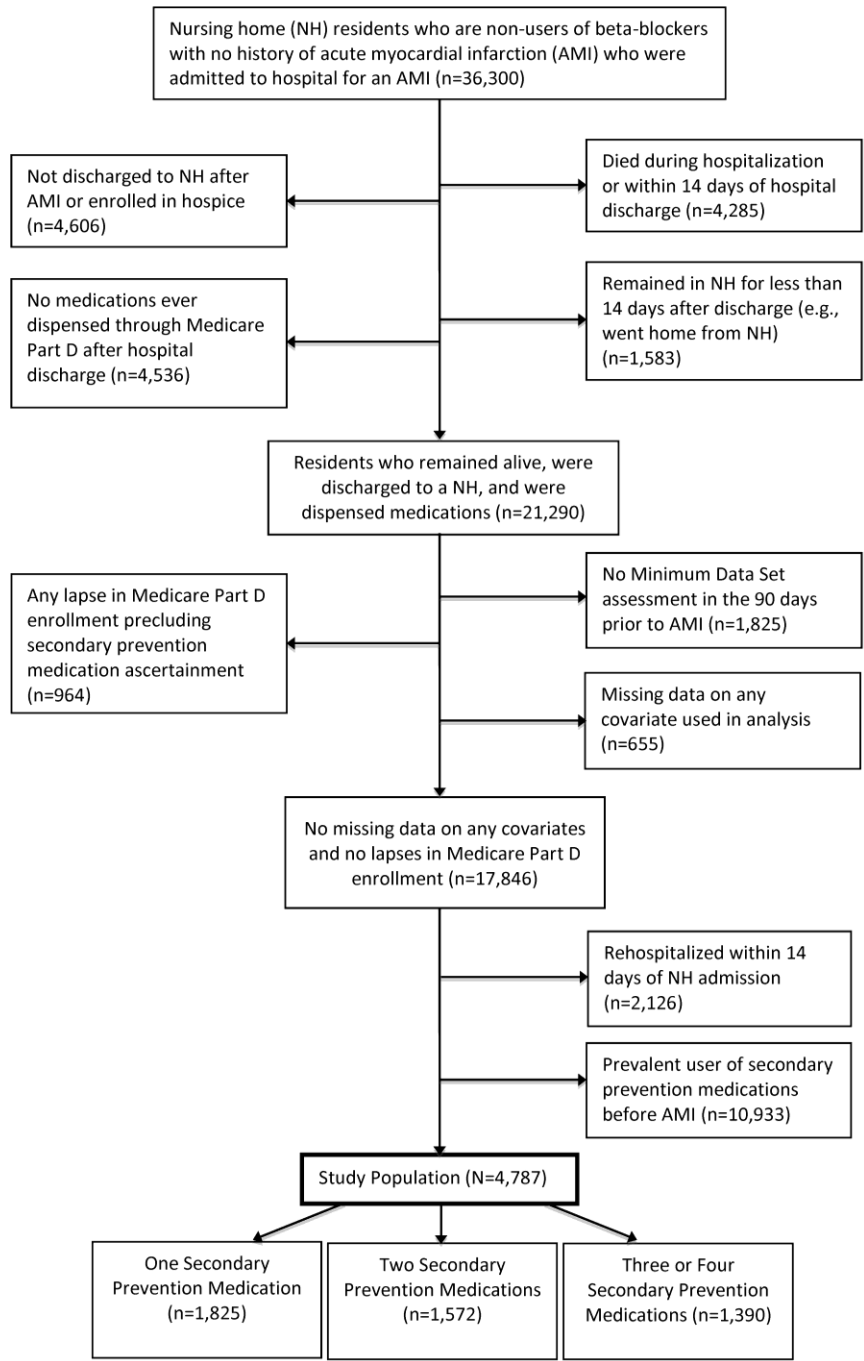 Nursing home (NH) residents who are non-users of beta-blockers
with no history of acute myocardial infarction (AMI) who were
admitted to hospital for an AMI (n=36,300)
Not discharged to NH after
AMI or enrolled in hospice
(n=4,606)
Died during hospitalization
or within 14 days of hospital
discharge (n=4,285)
No medications ever
dispensed through Medicare
Part D after hospital
discharge (n=4,536)
Remained in NH for less than
14 days after discharge (e.g.,
went home from NH)
(n=1,583)
Residents who remained alive, were
discharged to a NH, and were
dispensed medications (n=21,290)
Any lapse in Medicare Part D
enrollment precluding
secondary prevention
medication ascertainment
(n=964)
No Minimum Data Set
assessment in the 90 days
prior to AMI (n=1,825)
Missing data on any
covariate used in analysis
(n=655)
No missing data on any covariates
and no lapses in Medicare Part D
enrollment (n=17,846)
Rehospitalized within 14
days of NH admission
(n=2,126)
Prevalent user of secondary
prevention medications
before AMI (n=10,933)
Study Population (N=4,787)
One Secondary
Prevention Medication
(n=1,825)
Two Secondary
Prevention Medications
(n=1,572)
Three or Four
Secondary Prevention
Medications (n=1,390)